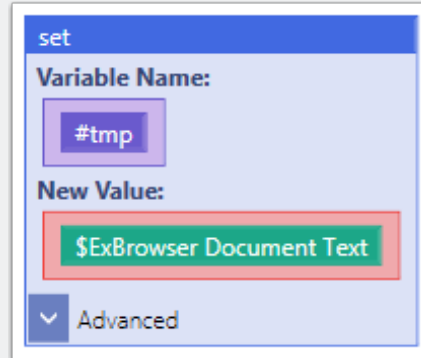 set
Variable Name:
#tmp
New Value:
$ExBrowser Document Text
Advanced